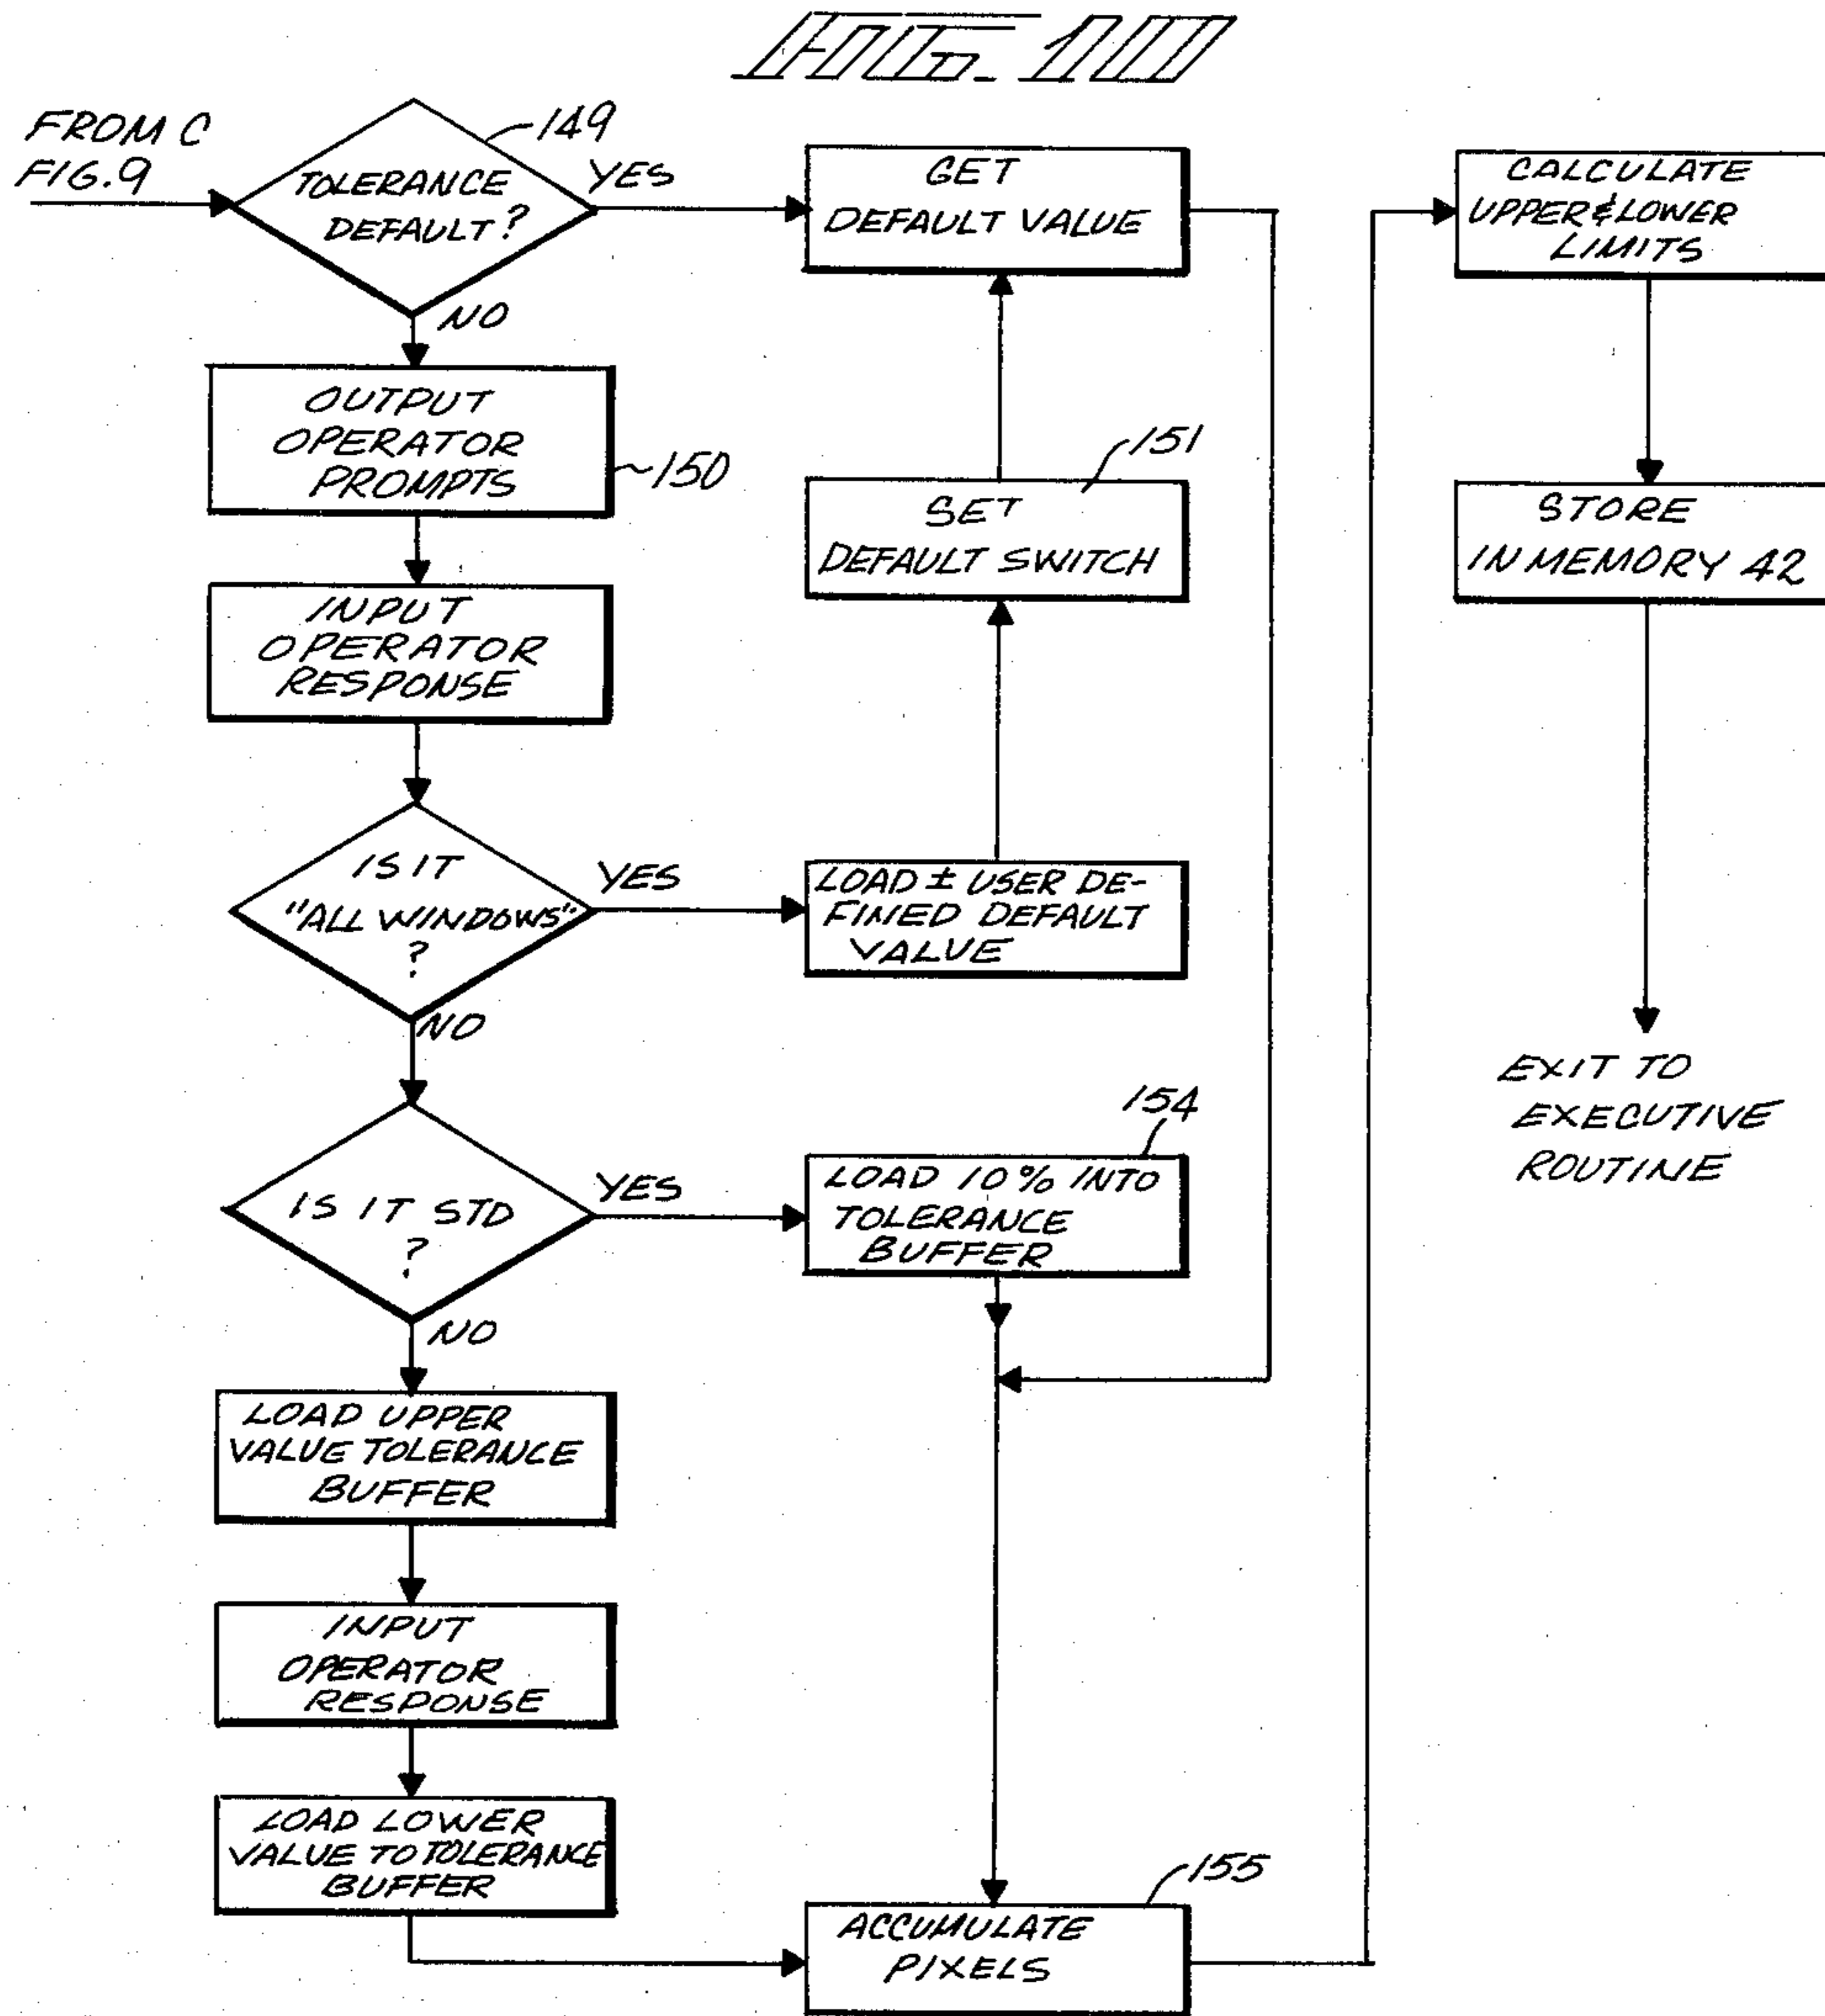 FIG. 10
FROM C
FIG. 9
149
TOLERANCE
DEFAULT?
YES
NO
GET
DEFAULT VALUE
CALCULATE
UPPER & LOWER
LIMITS
OUTPUT
OPERATOR
PROMPTS
150
151
SET
DEFAULT SWITCH
STORE
IN MEMORY 42
INPUT
OPERATOR
RESPONSE
IS IT
"ALL WINDOWS"
?
YES
NO
LOAD ± USER DE-
FINED DEFAULT
VALUE
EXIT TO
EXECUTIVE
ROUTINE
IS IT STD
?
YES
NO
154
LOAD 10% INTO
TOLERANCE
BUFFER
LOAD UPPER
VALUE TOLERANCE
BUFFER
INPUT
OPERATOR
RESPONSE
LOAD LOWER
VALUE TO TOLERANCE
BUFFER
155
ACCUMULATE
PIXELS